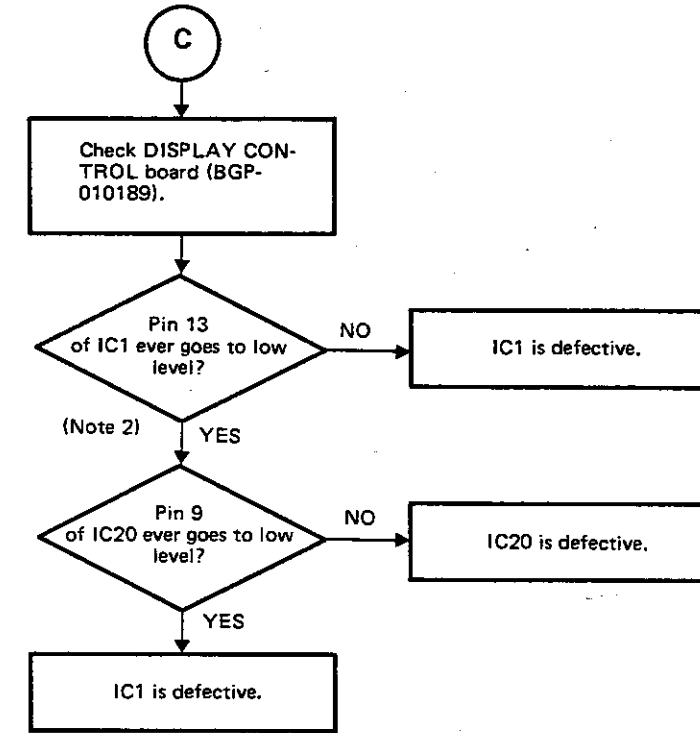 C
Check DISPLAY CON-
TROL board (BGP-
010189).
Pin 13
of IC1 ever goes to low
level?
NO
IC1 is defective.
(Note 2)
YES
Pin 9
of IC20 ever goes to low
level?
NO
IC20 is defective.
YES
IC1 is defective.